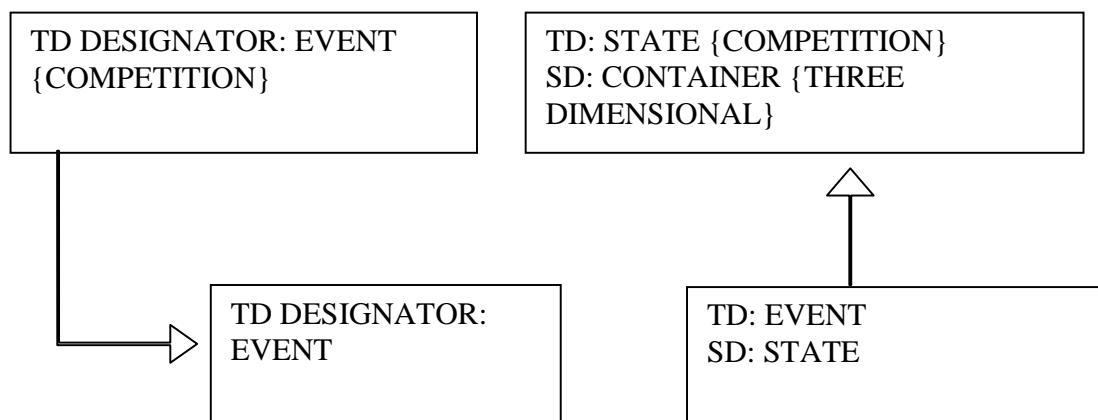 TD DESIGNATOR: EVENT
{COMPETITION}
TD: STATE {COMPETITION}
SD: CONTAINER {THREE
DIMENSIONAL}
TD DESIGNATOR:
EVENT
TD: EVENT
SD: STATE